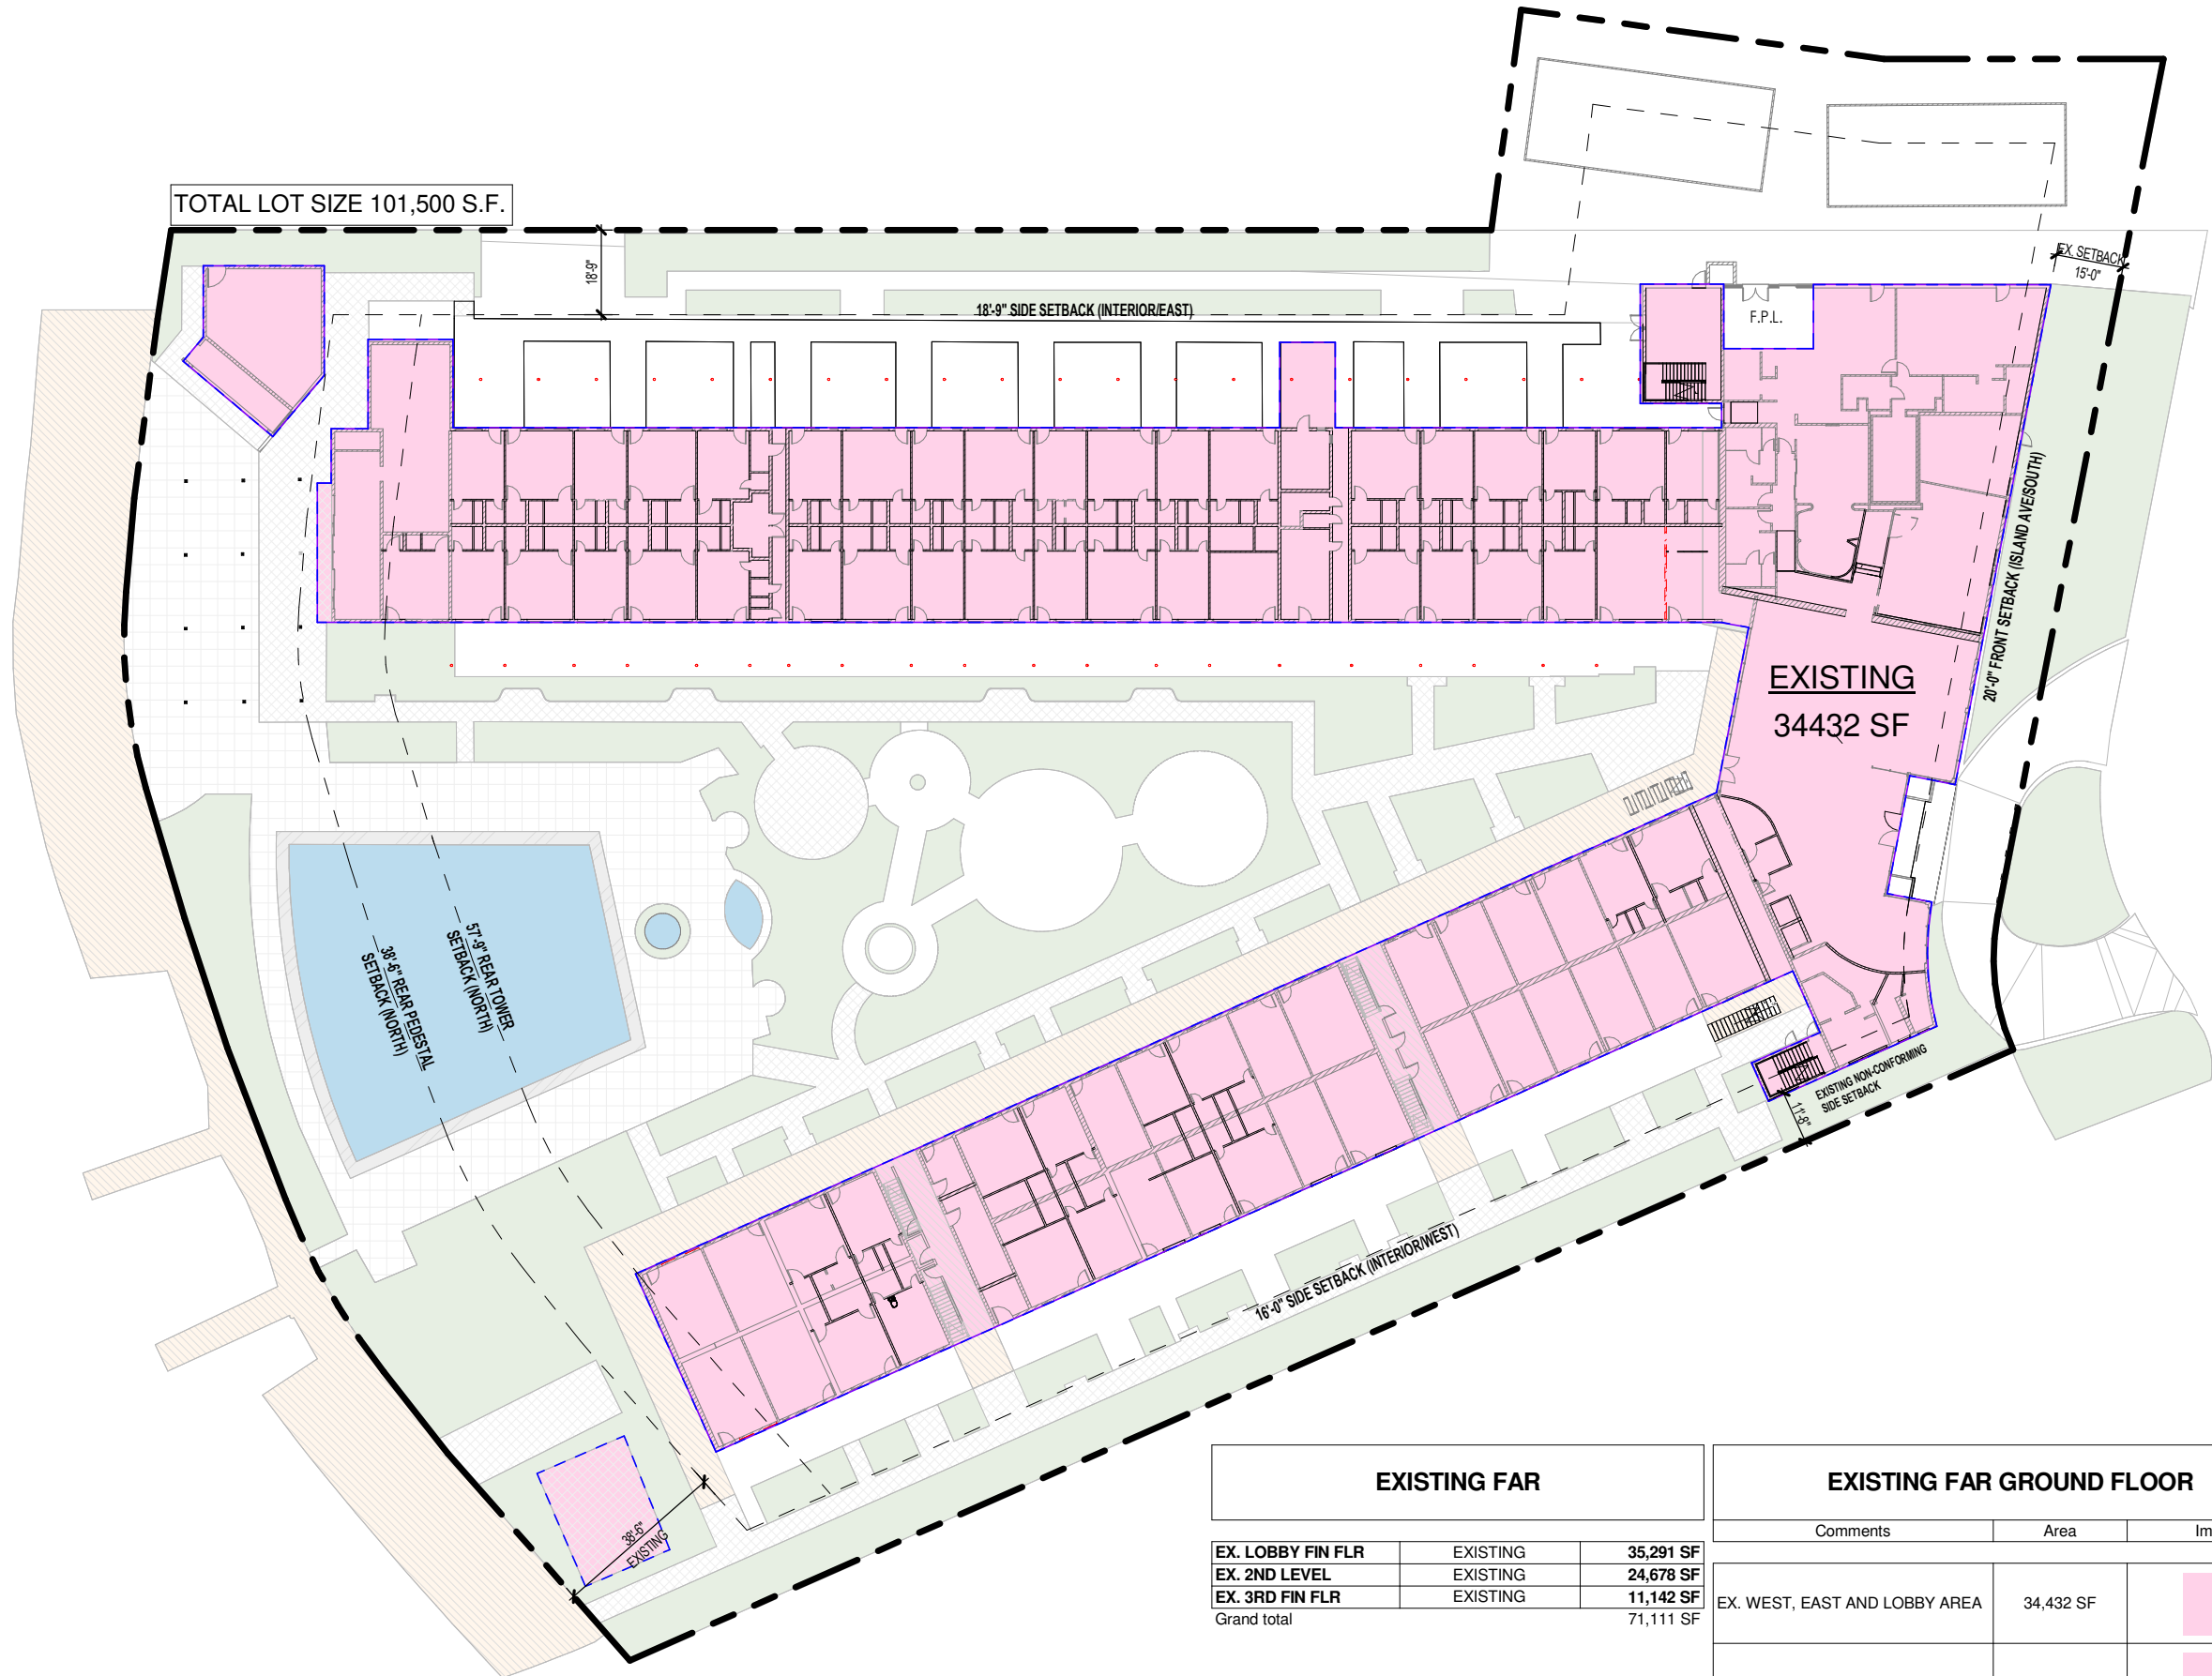 TOTAL LOT SIZE 101,500 S.F.
18'-9"
18'-9" SIDE SETBACK (INTERIOR/EAST)
F.P.L.
EX. SETBACK
15'-0"
20'-0" FRONT SETBACK (ISLAND AVE/SOUTH)
EXISTING
34432 SF
57'-9" REAR TOWER
SETBACK (NORTH)
38'-6" REAR PEDESTAL
SETBACK (NORTH)
EXISTING NON-CONFORMING
SIDE SETBACK
11'-8"
16'-0" SIDE SETBACK (INTERIOR/WEST)
38'-6"
EXISTING
EXISTING FAR
EX. LOBBY FIN FLR EXISTING 35,291 SF
EX. 2ND LEVEL EXISTING 24,678 SF
EX. 3RD FIN FLR EXISTING 11,142 SF
Grand total 71,111 SF
EXISTING FAR GROUND FLOOR
Comments Area Im
EX. WEST, EAST AND LOBBY AREA 34,432 SF